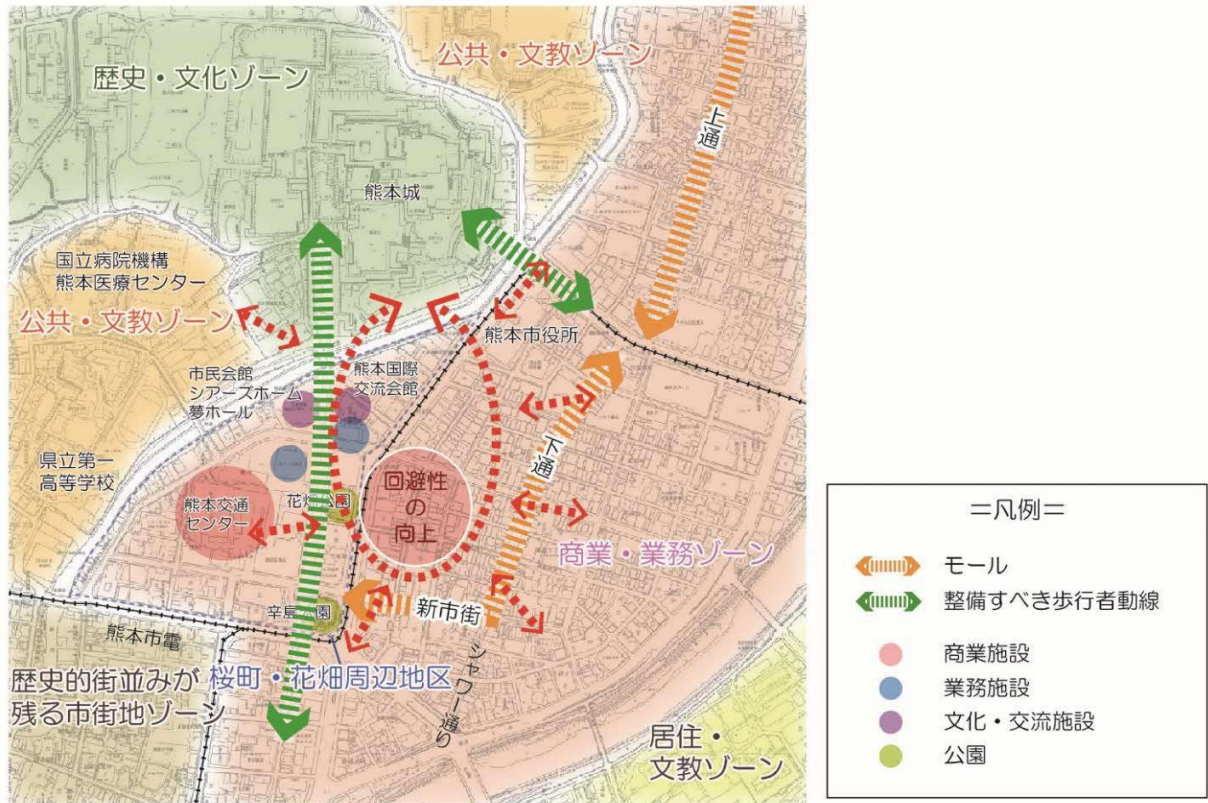 公共・文教ゾーン
歴史・文化ゾーン
上通
熊本城
国立病院機構
熊本医療センター
公共・文教ゾーン
熊本市役所
市民会館
シアーズホーム
夢ホール
熊本国際
交流会館
下通
県立第一
高等学校
熊本交通
センター
花畑公園
回避性
の
向上
商業・業務ゾーン
辛島公園
新市街
熊本市電
シャワー通り
歴史的街並みが
残る市街地ゾーン
桜町・花畑周辺地区
居住・
文教ゾーン
=凡例=
モール
整備すべき歩行者動線
商業施設
業務施設
文化・交流施設
公園